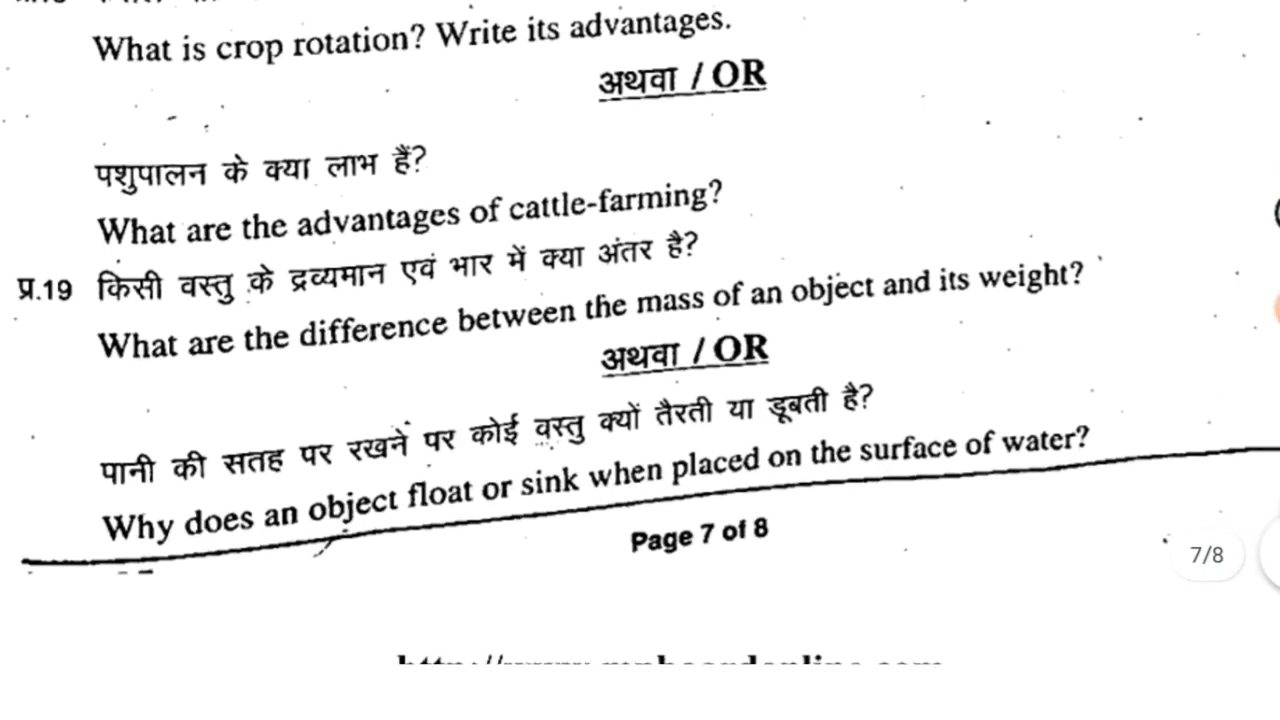 What is crop rotation? Write its advantages.
अथवा / OR
पशुपालन के क्या लाभ हैं?
What are the advantages of cattle-farming?
प्र.19 किसी वस्तु के द्रव्यमान एवं भार में क्या अंतर है?
What are the difference between the mass of an object and its weight?
अथवा / OR
पानी की सतह पर रखने पर कोई वस्तु क्यों तैरती या डूबती है?
Why does an object float or sink when placed on the surface of water?
Page 7 of 8
7/8